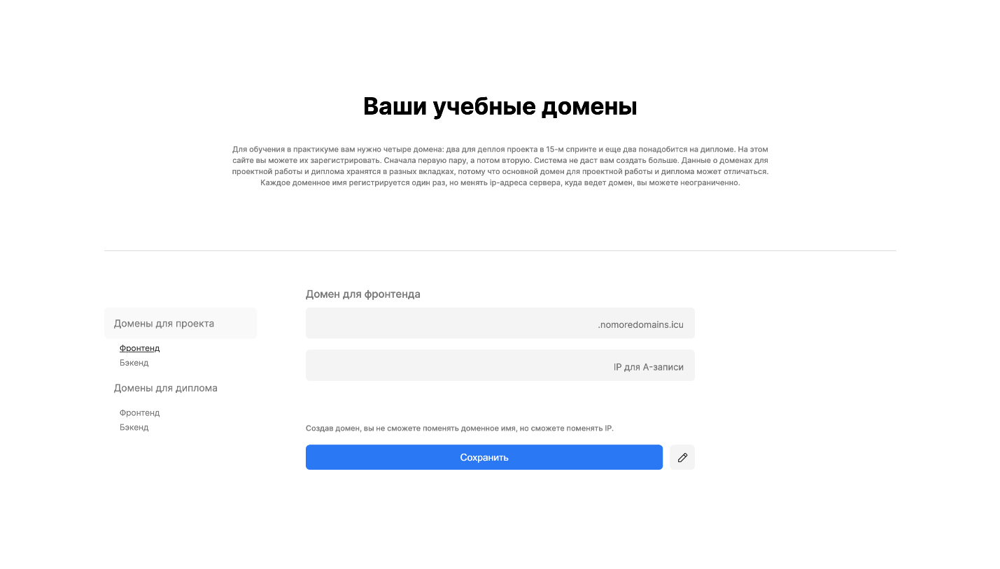 Ваши учебные домены
Для обучения в практикуме вам нужно четыре домена: два для деплоя проекта в 15-м спринте и еще два понадобится на дипломе. На этом
сайте вы можете их зарегистрировать. Сначала первую пару, а потом вторую. Система не даст вам создать больше. Данные о доменах для
проектной работы и диплома хранятся в разных вкладках, потому что основной домен для проектной работы и диплома может отличаться.
Каждое доменное имя регистрируется один раз, но менять ip-адреса сервера, куда ведет домен, вы можете неограниченно.
Домены для проекта
Фронтенд
Бэкенд
Домены для диплома
Фронтенд
Бэкенд
Домен для фронтенда
.nomoredomains.icu
IP для А-записи
Создав домен, вы не сможете поменять доменное имя, но сможете поменять IP.
Сохранить